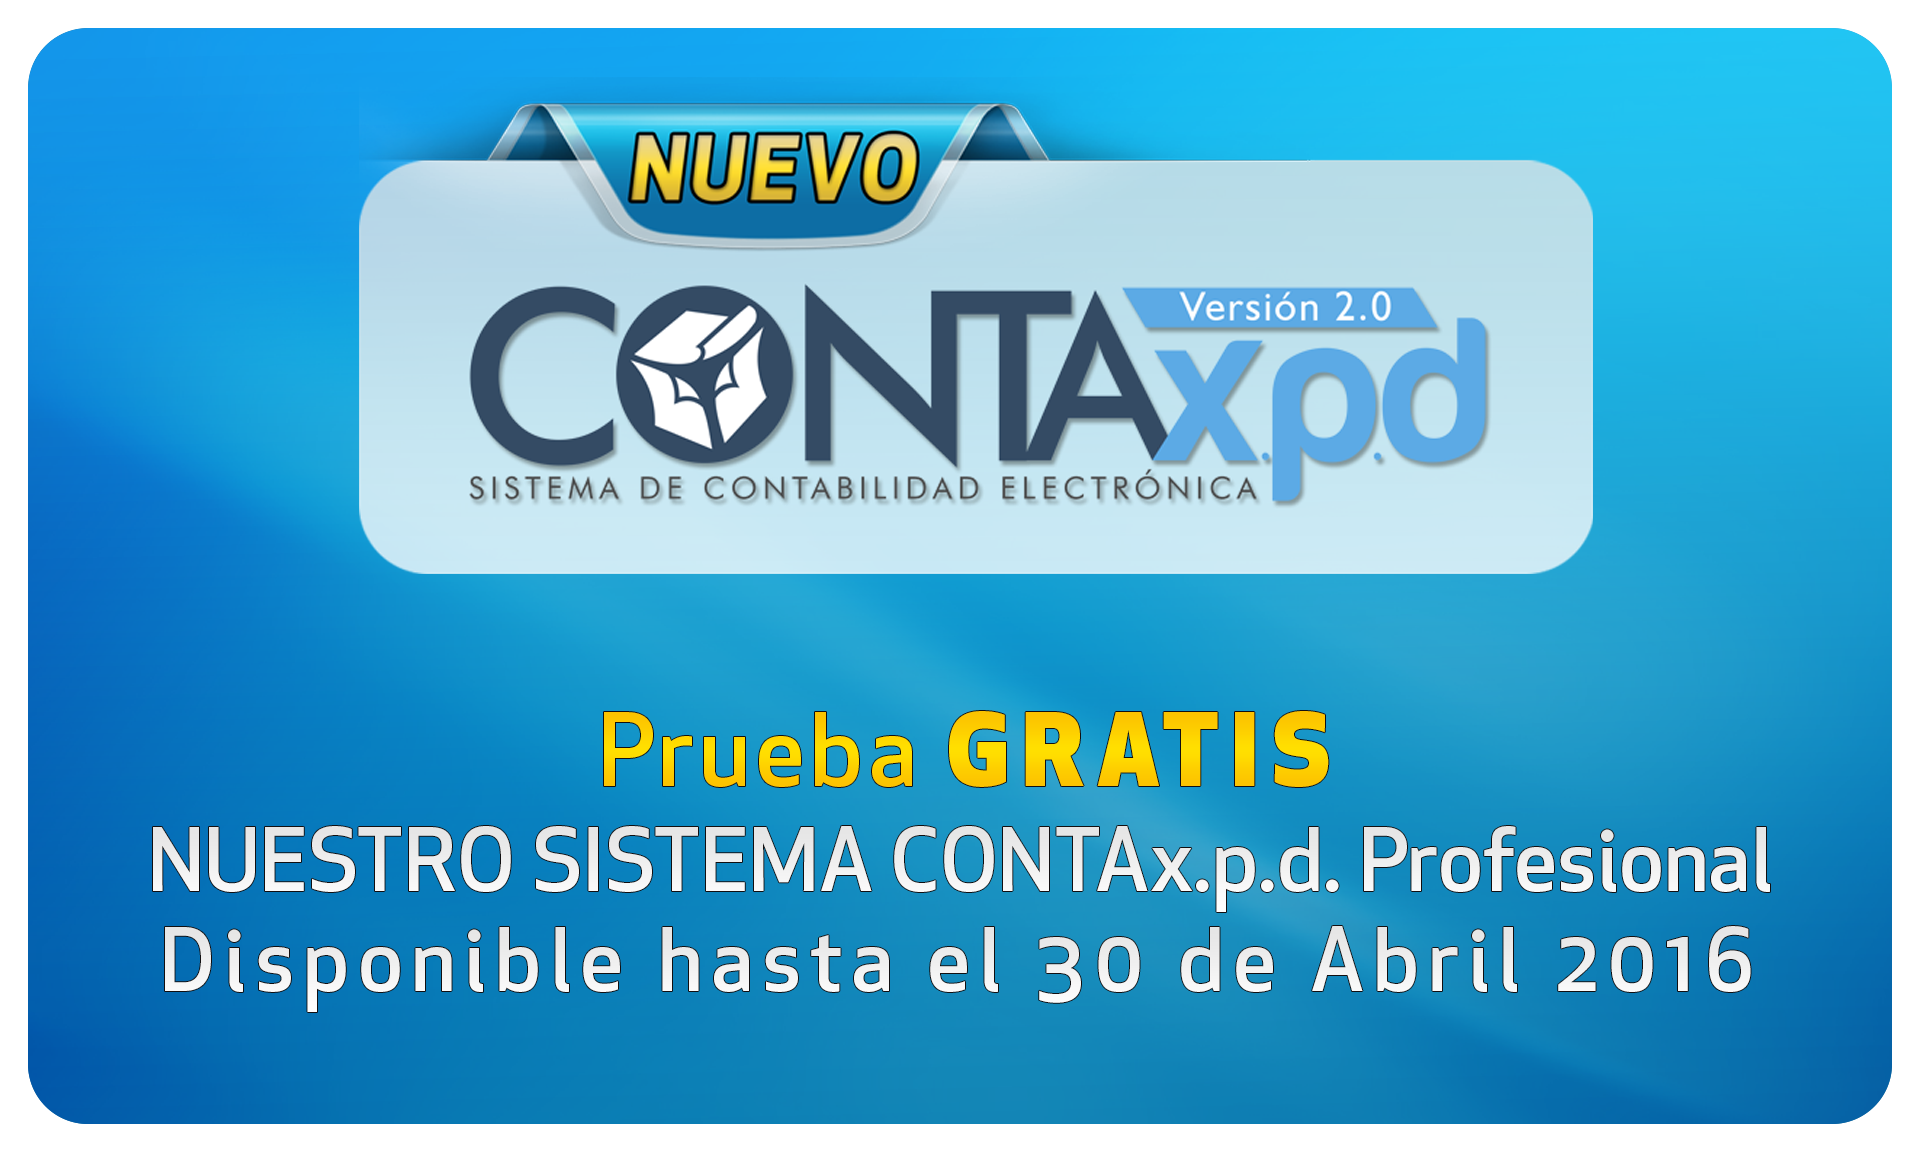 NUEVO
Versión 2.0
CONTAx.p.d
SISTEMA DE CONTABILIDAD ELECTRÓNICA
Prueba GRATIS
NUESTRO SISTEMA CONTAx.p.d. Profesional
Disponible hasta el 30 de Abril 2016